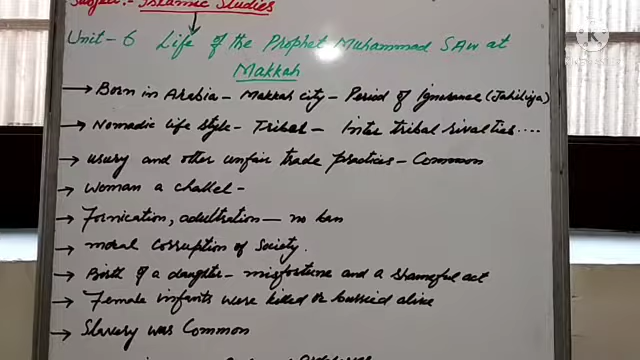 Subject:- Islamic Studies
Unit-6 Life of the Prophet Muhammad SAW at
Makkah
→ Born in Arabia - Makkah city - Period of Ignorance (Jahiliya)
→ Nomadic life style - Tribal - Inter tribal rivalties....
→ usury and other unfair trade practices - Common
→ woman a chattel -
→ Fornication, adultration - no ban
→ moral corruption of Society.
→ Birth of a daughter - misfortune and a shameful act
→ Female infants were killed or burried alive
→ Slavery was Common